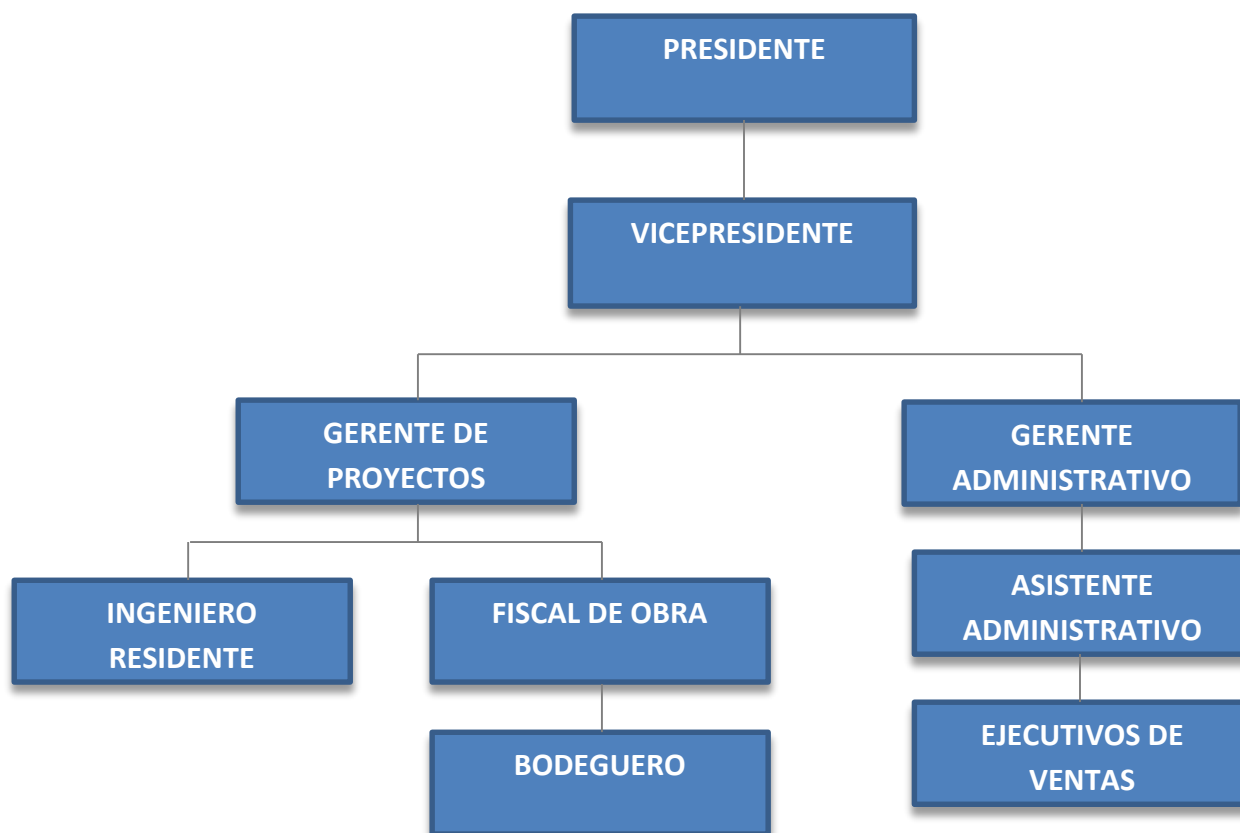 PRESIDENTE
VICEPRESIDENTE
GERENTE DE
PROYECTOS
GERENTE
ADMINISTRATIVO
INGENIERO
RESIDENTE
FISCAL DE OBRA
ASISTENTE
ADMINISTRATIVO
BODEGUERO
EJECUTIVOS DE
VENTAS